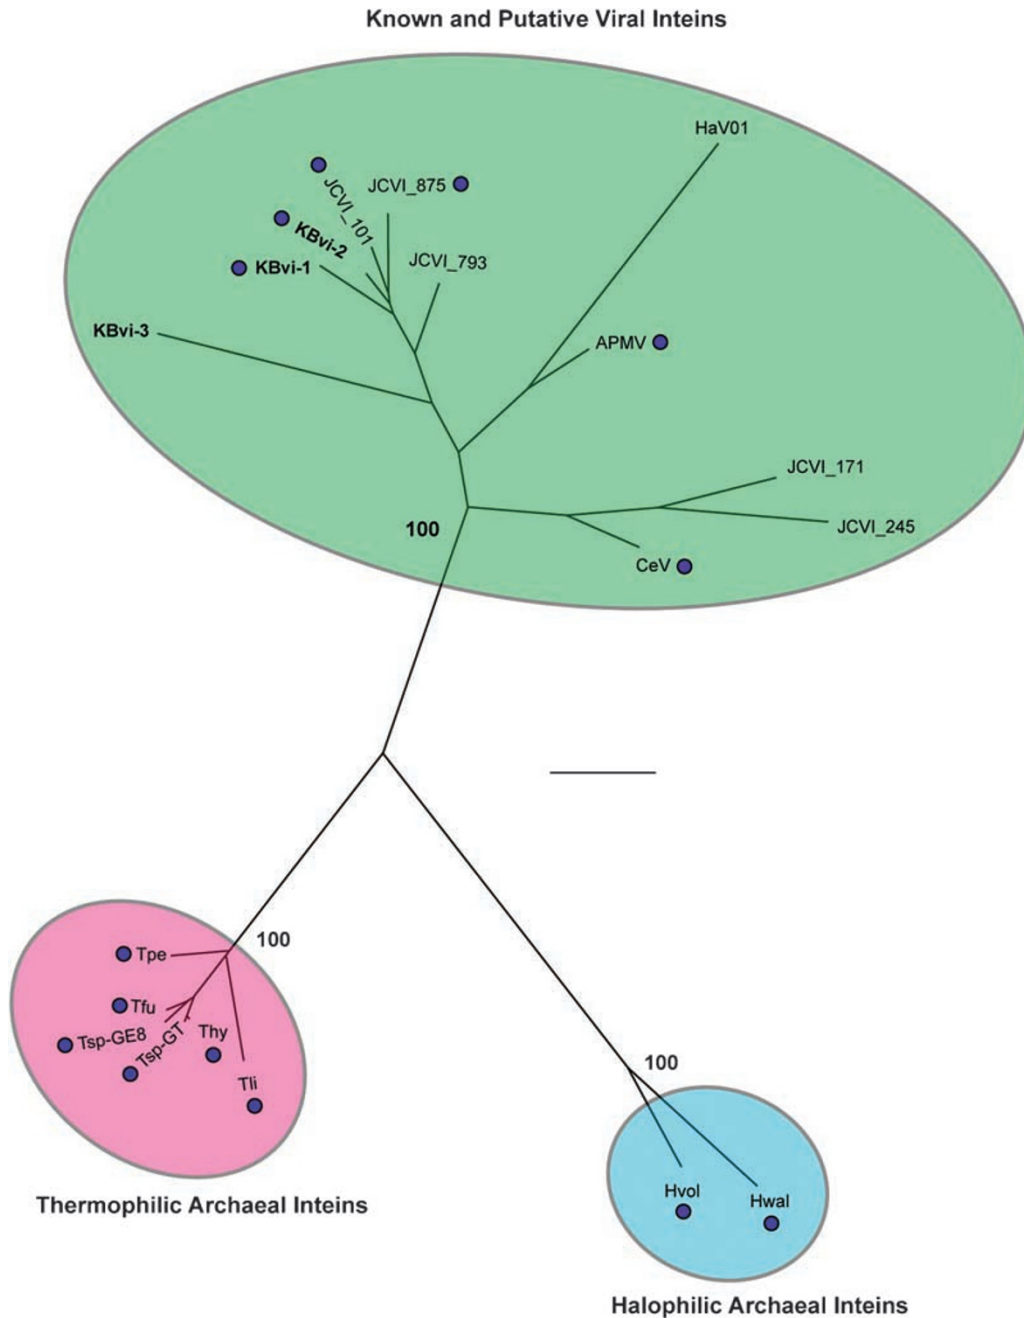 Known and Putative Viral Inteins
HaV01
JCVI_101
JCVI_875
KBvi-2
JCVI_793
KBvi-1
KBvi-3
APMV
JCVI_171
JCVI_245
100
CeV
100
Tpe
Tfu
Tsp-GE8
Tsp-GT
Thy
Tli
100
Thermophilic Archaeal Inteins
Hvol
Hwal
Halophilic Archaeal Inteins